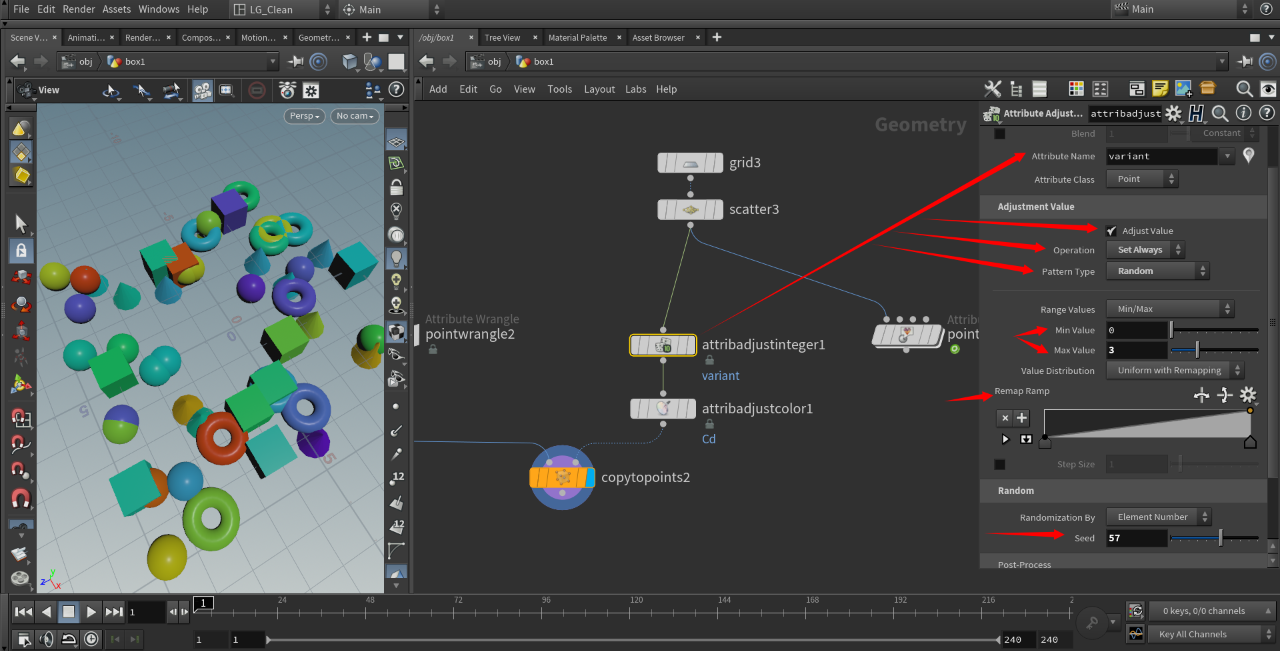 File Edit Render Assets Windows Help LG_Clean Main Main
Scene V... Animati... Render... Compos... Motion... Geometr...
/obj/box1 Tree View Material Palette Asset Browser
obj box1
obj box1
View
Add Edit Go View Tools Layout Labs Help
Persp No cam
Geometry
grid3
scatter3
Attribute Wrangle
pointwrangle2
Attrib
point
attribadjustinteger1
variant
attribadjustcolor1
Cd
copytopoints2
Attribute Adjust... attribadjust
Blend 1 Constant
Attribute Name variant
Attribute Class Point
Adjustment Value
Adjust Value
Operation Set Always
Pattern Type Random
Range Values Min/Max
Min Value 0
Max Value 3
Value Distribution Uniform with Remapping
Remap Ramp
Step Size 1
Random
Randomization By Element Number
Seed 57
Post-Process
12
12
z y x
1 1 24 48 72 96 120 144 168 192 216 2
0 keys, 0/0 channels
1 1 240 240
Key All Channels